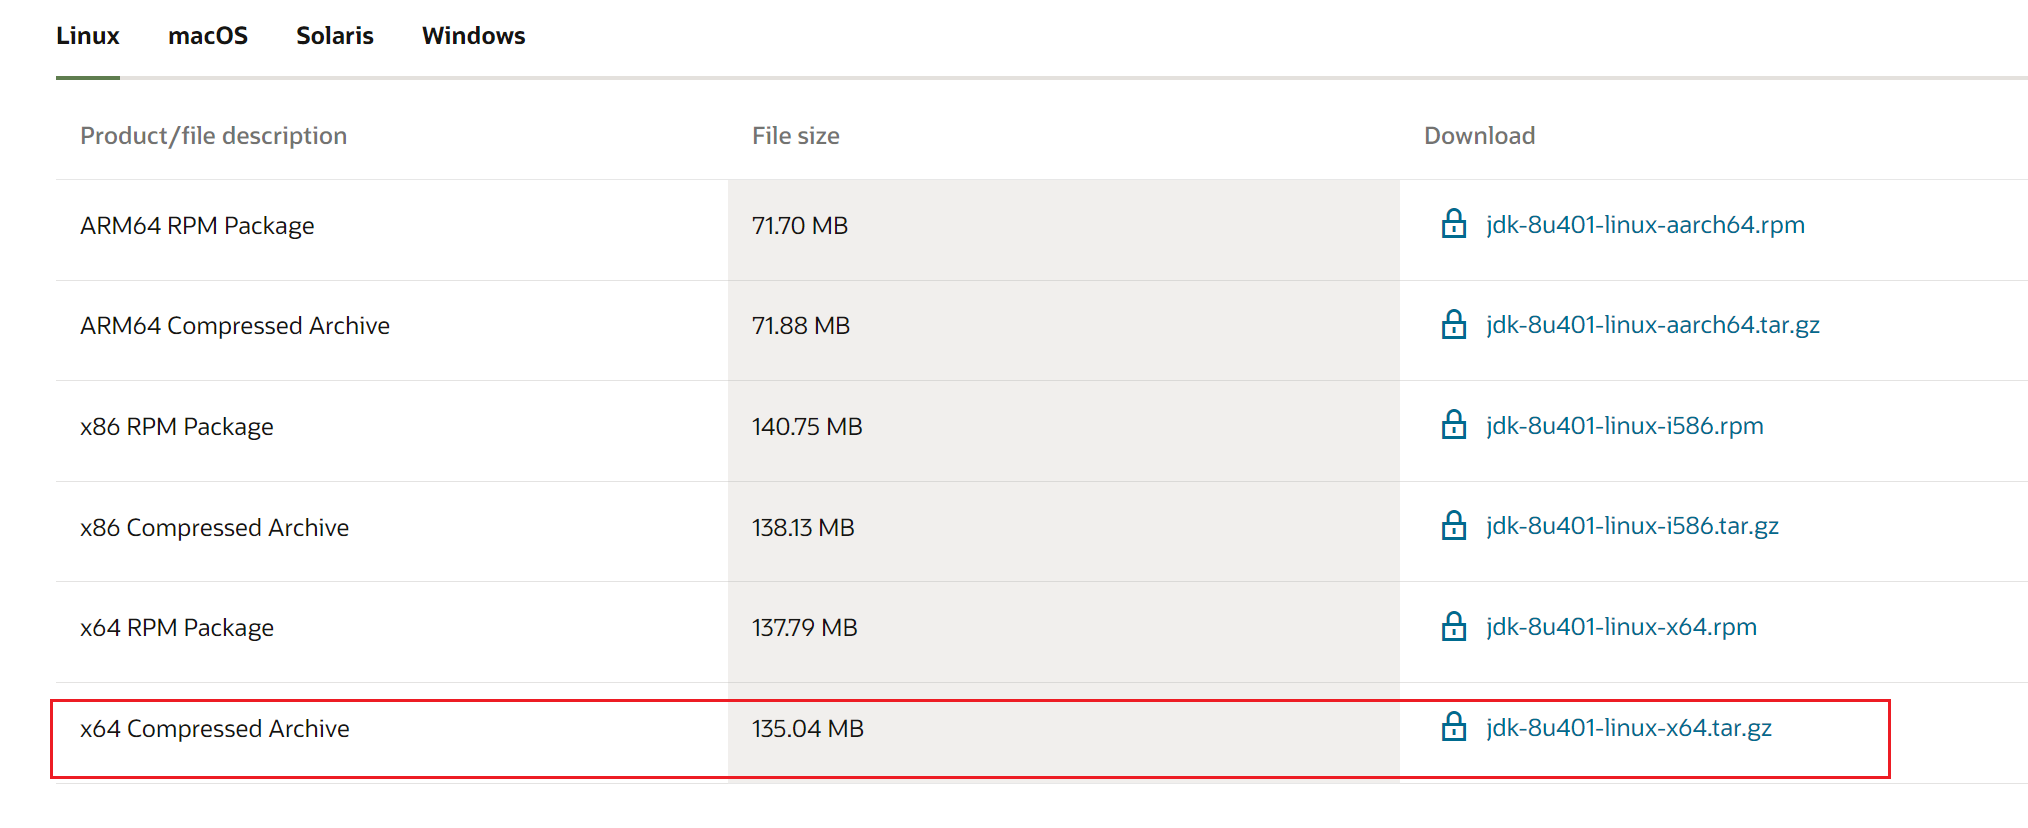 Linux macOS Solaris Windows
Product/file description File size Download
ARM64 RPM Package 71.70 MB jdk-8u401-linux-aarch64.rpm
ARM64 Compressed Archive 71.88 MB jdk-8u401-linux-aarch64.tar.gz
x86 RPM Package 140.75 MB jdk-8u401-linux-i586.rpm
x86 Compressed Archive 138.13 MB jdk-8u401-linux-i586.tar.gz
x64 RPM Package 137.79 MB jdk-8u401-linux-x64.rpm
x64 Compressed Archive 135.04 MB jdk-8u401-linux-x64.tar.gz